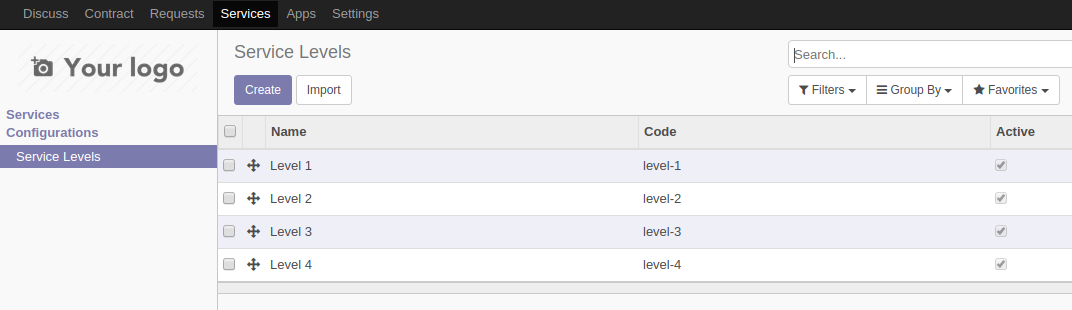 Discuss Contract Requests Services Apps Settings
Your logo
Services
Configurations
Service Levels
Service Levels
Search...
Create Import
Filters Group By Favorites
Name Code Active
Level 1 level-1
Level 2 level-2
Level 3 level-3
Level 4 level-4